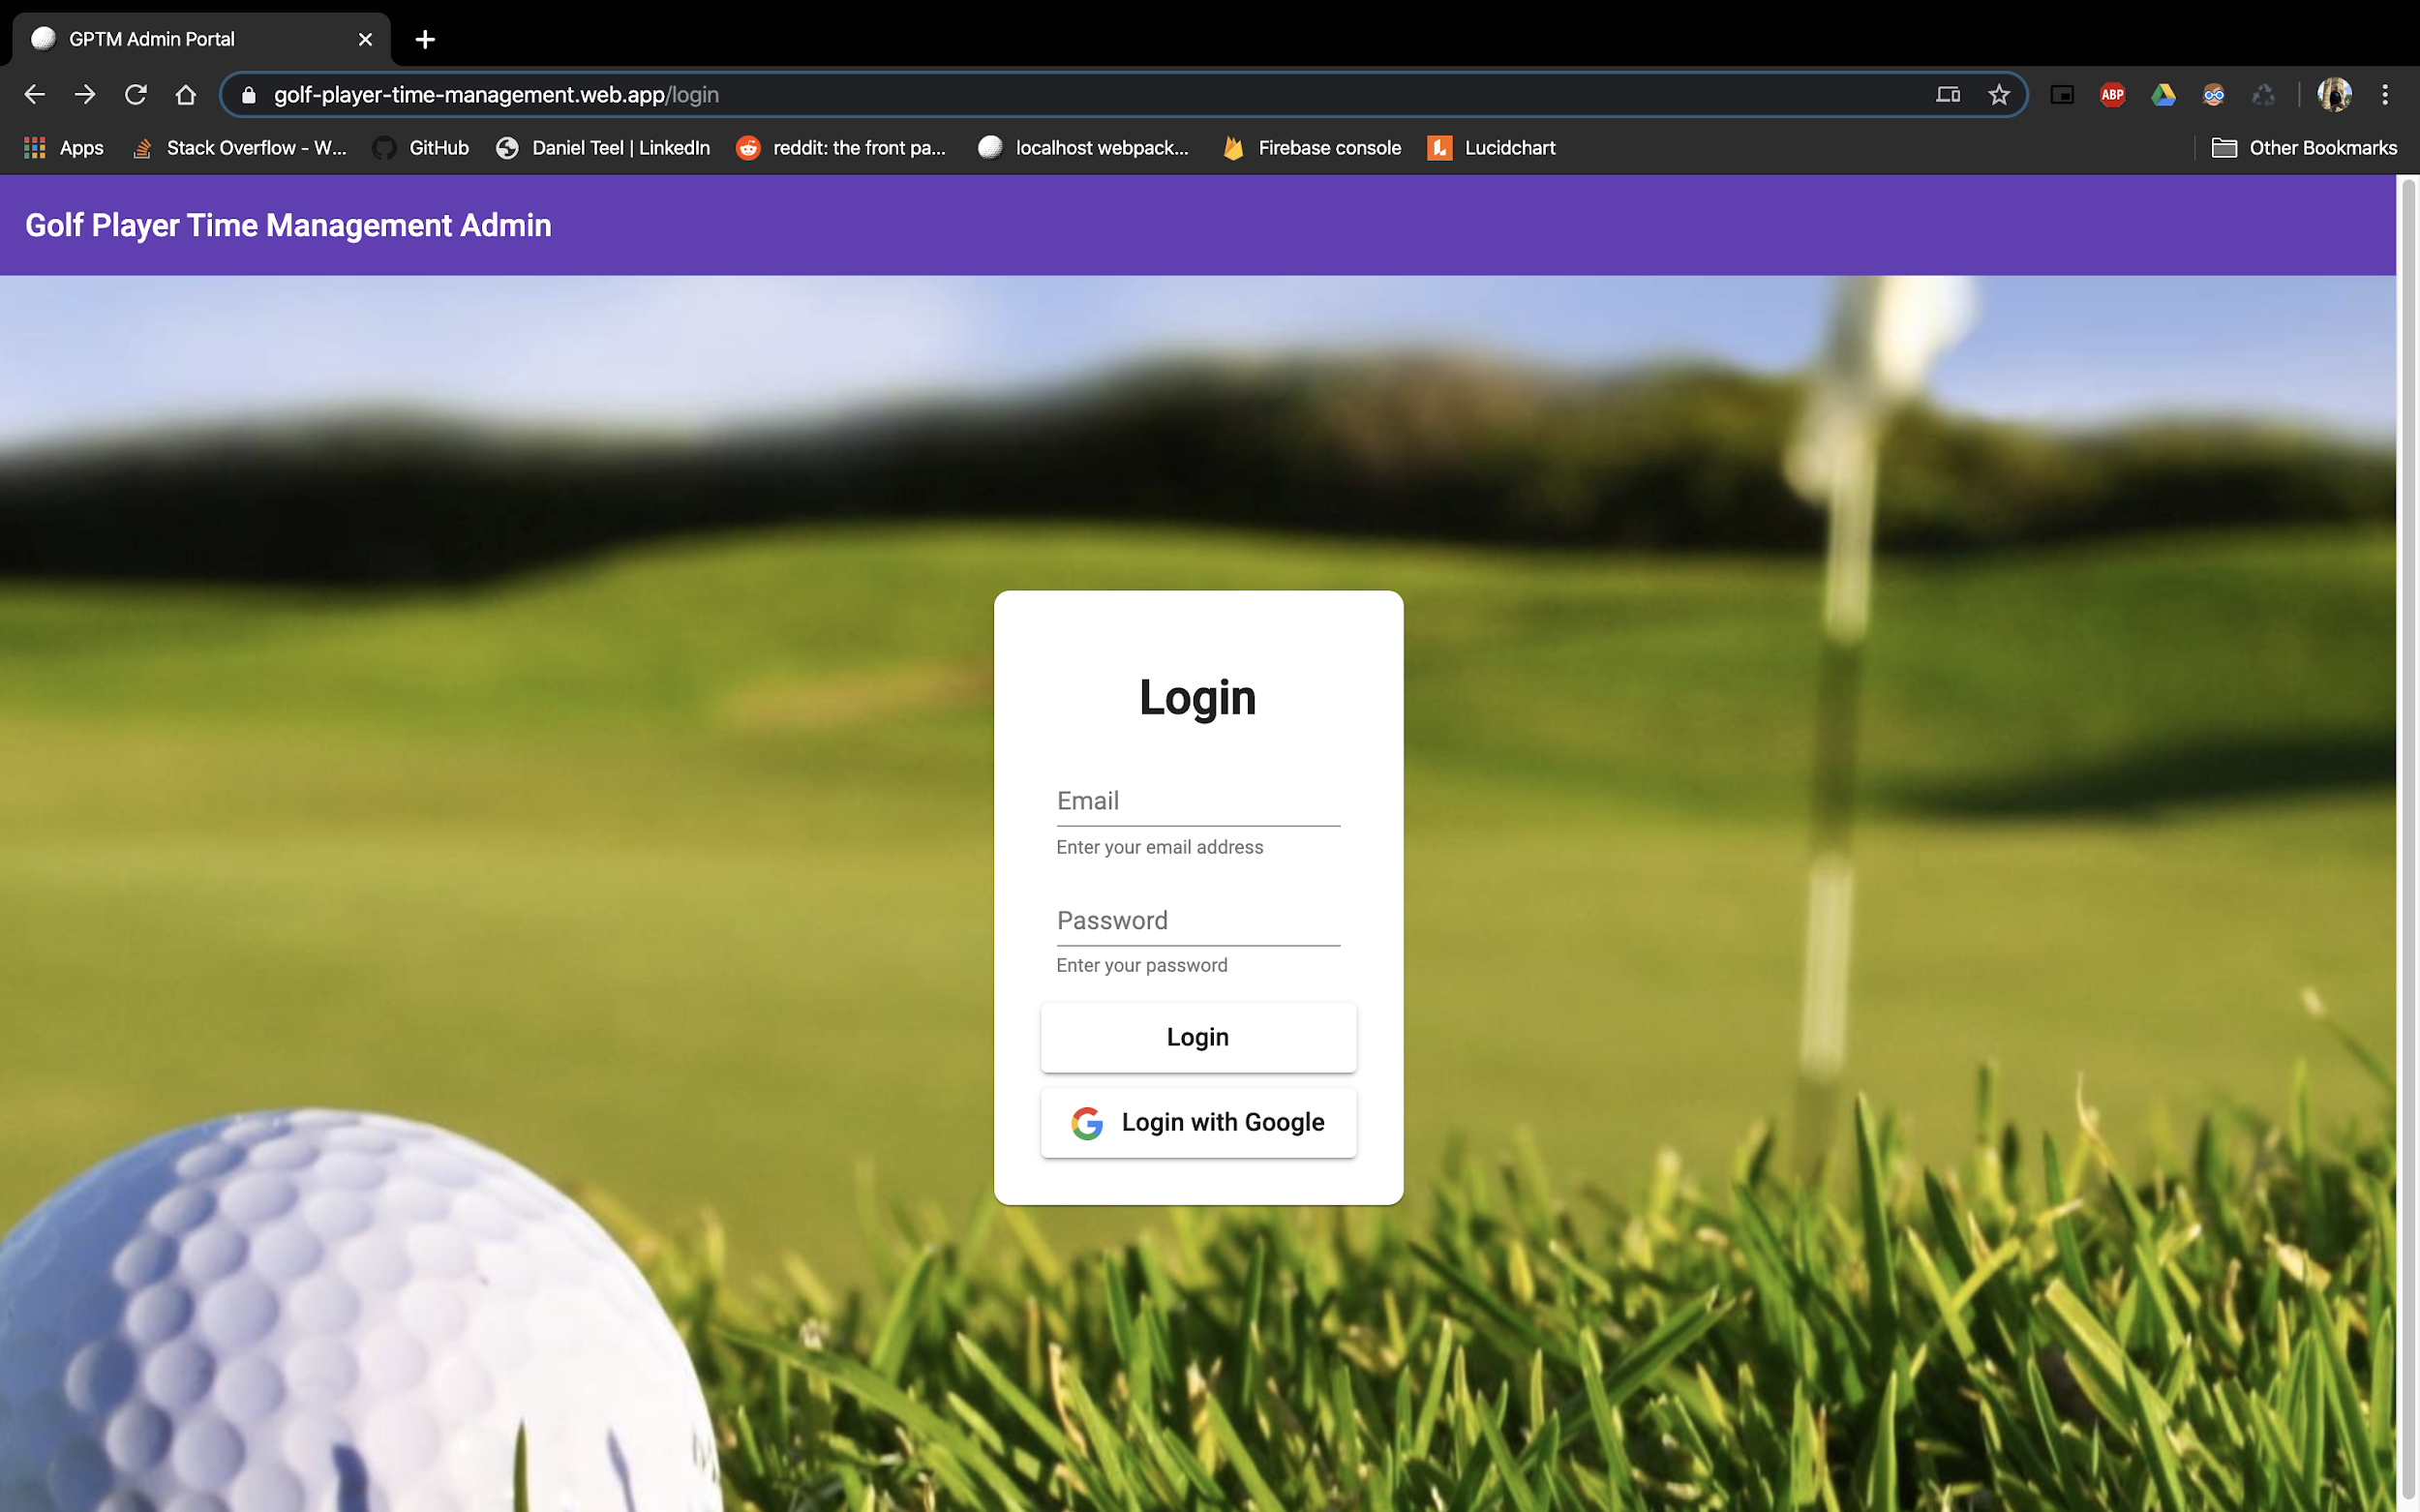 GPTM Admin Portal
golf-player-time-management.web.app/login
ABP
Apps
Stack Overflow - W...
GitHub
Daniel Teel | LinkedIn
reddit: the front pa...
localhost webpack...
Firebase console
Lucidchart
Other Bookmarks
Golf Player Time Management Admin
Login
Email
Enter your email address
Password
Enter your password
Login
Login with Google